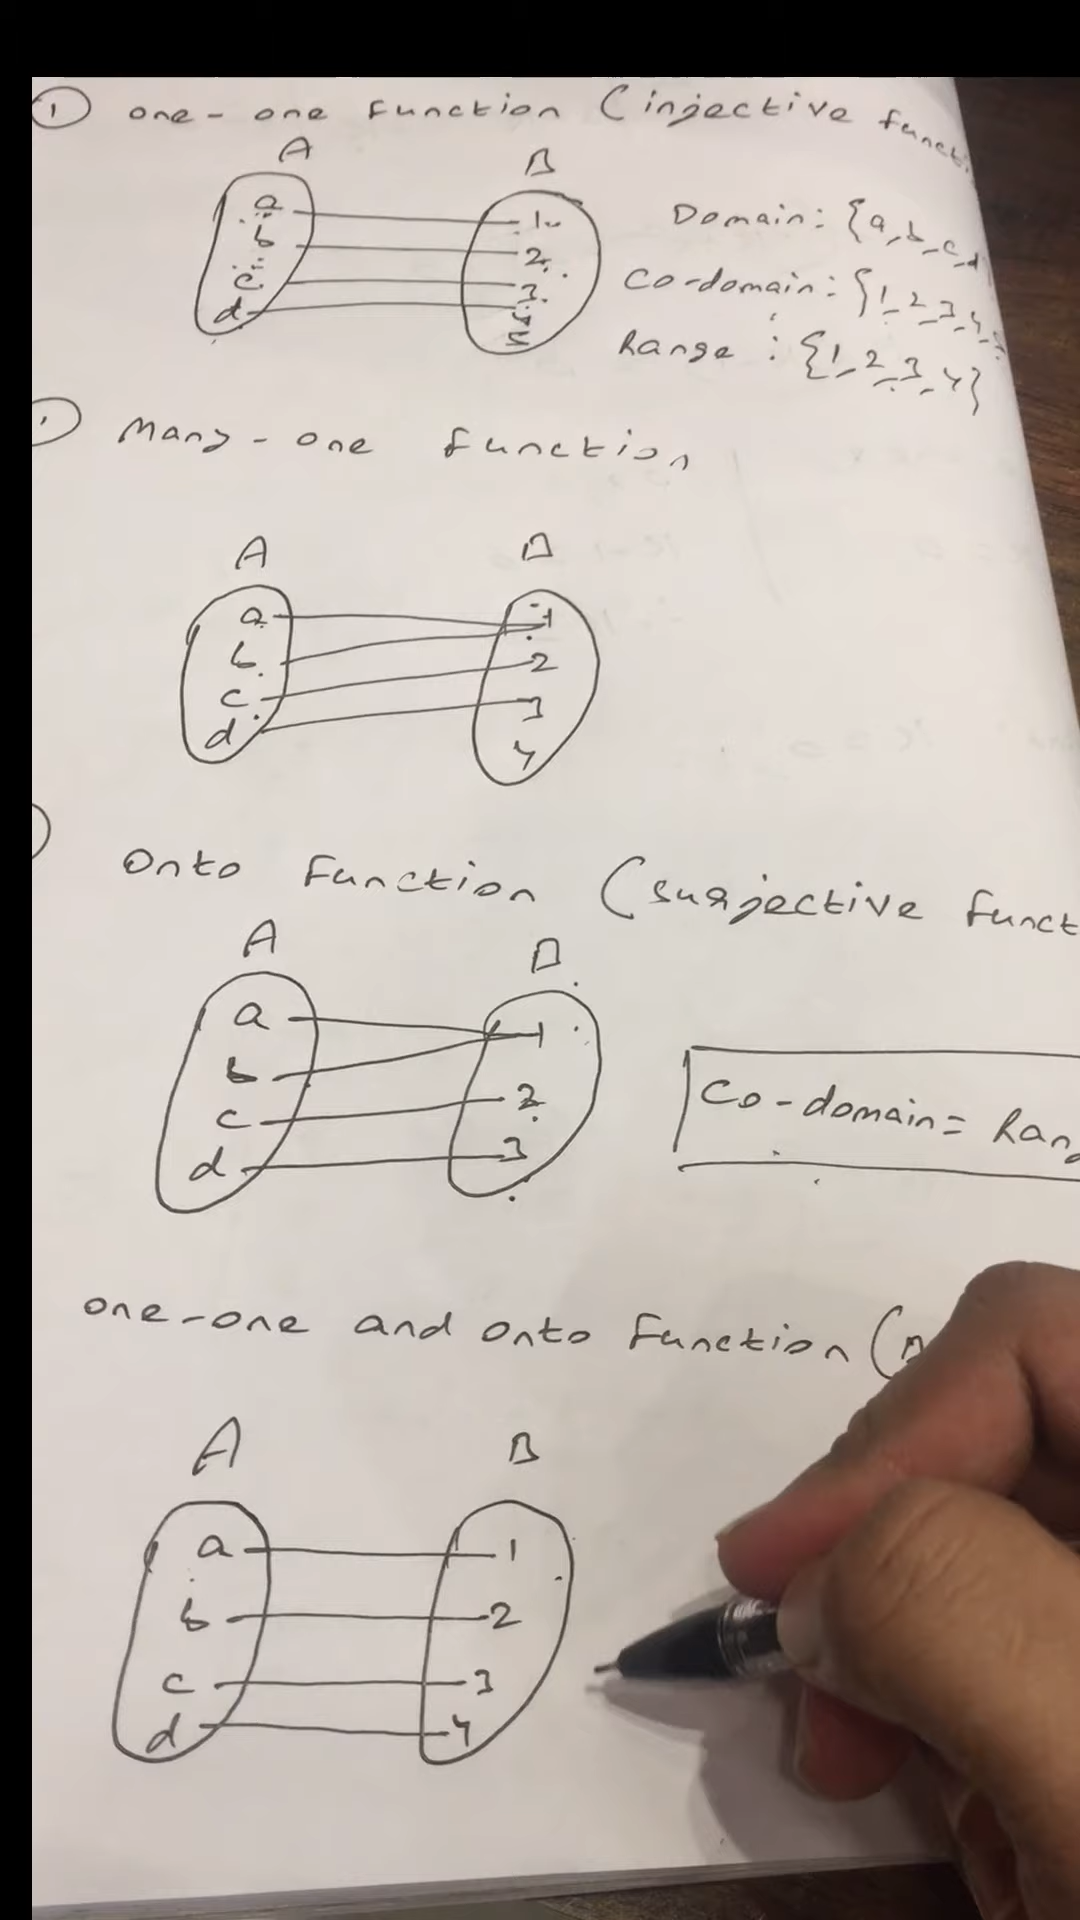 ① one-one Function (injective funct
A B
a 1
b 2
c 3
d 4
5
Domain: {a, b, c, d
Co-domain: {1, 2, 3, 4, 5
Range : {1, 2, 3, 4}
Many-one function
A B
a 1
b 2
c 3
d 4
Onto Function (surjective funct
A B
a 1
b 2
c 3
d
Co-domain = Ran
one-one and onto Function (B
A B
a 1
b 2
c 3
d 4